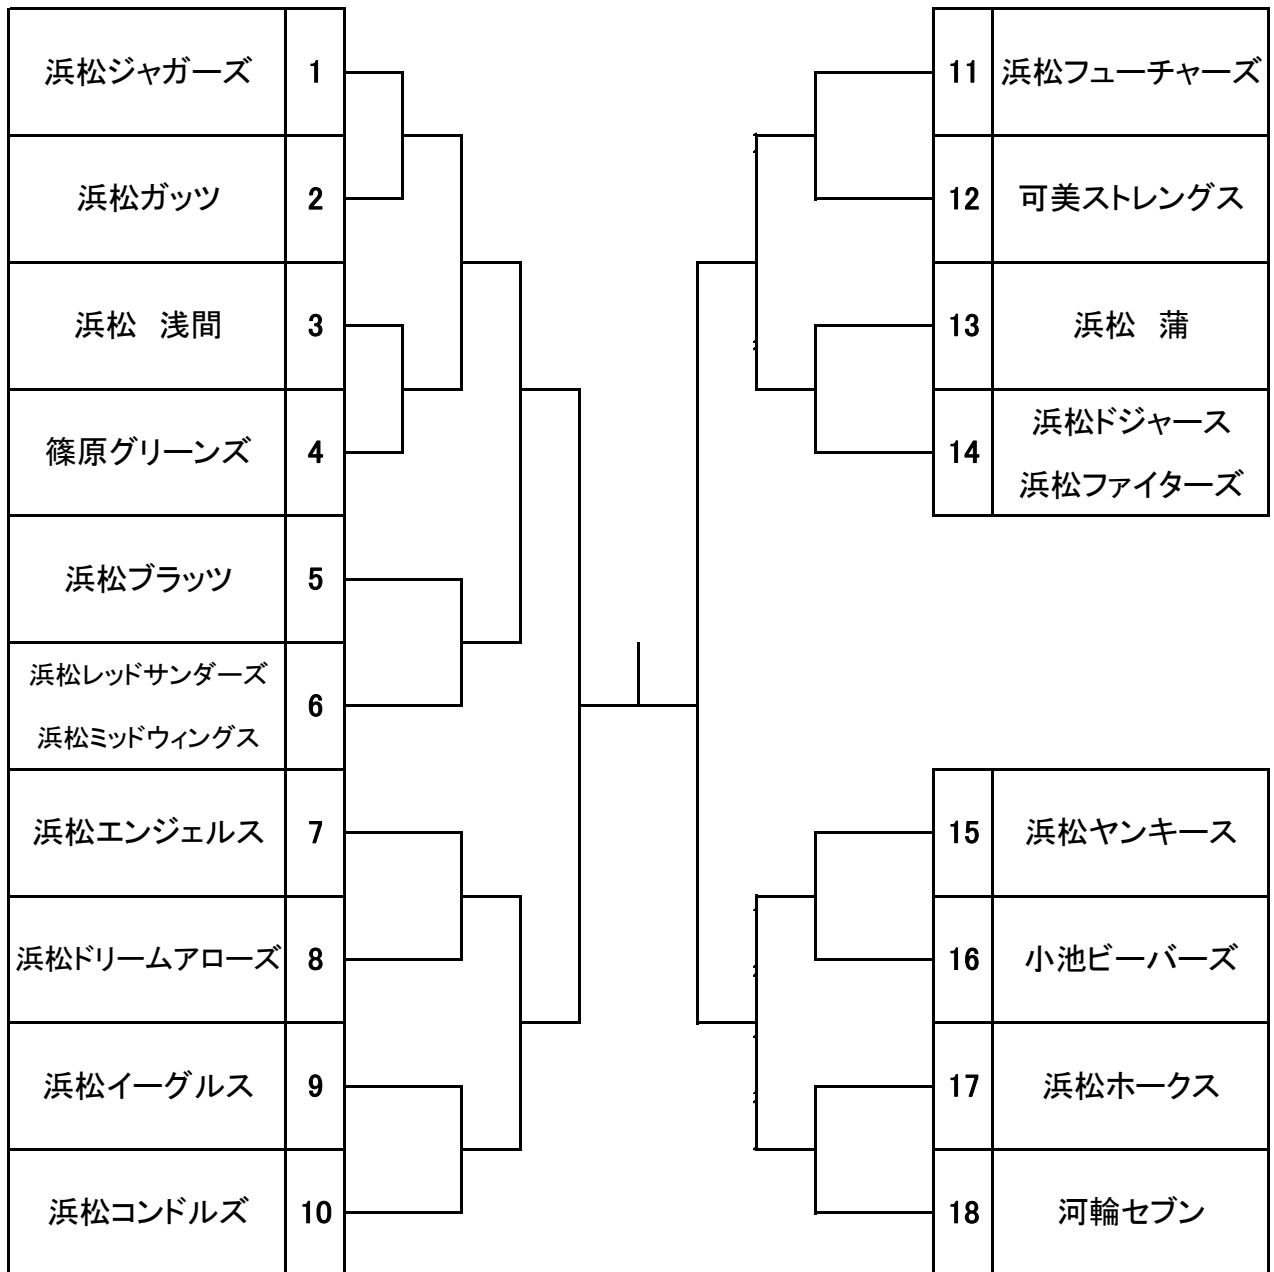 浜松ジャガーズ 1
浜松ガッツ 2
浜松　浅間 3
篠原グリーンズ 4
浜松ブラッツ 5
浜松レッドサンダーズ
6
浜松ミッドウィングス
浜松エンジェルス 7
浜松ドリームアローズ 8
浜松イーグルス 9
浜松コンドルズ 10
11 浜松フューチャーズ
12 可美ストレングス
13 浜松　蒲
浜松ドジャース
14
浜松ファイターズ
15 浜松ヤンキース
16 小池ビーバーズ
17 浜松ホークス
18 河輪セブン